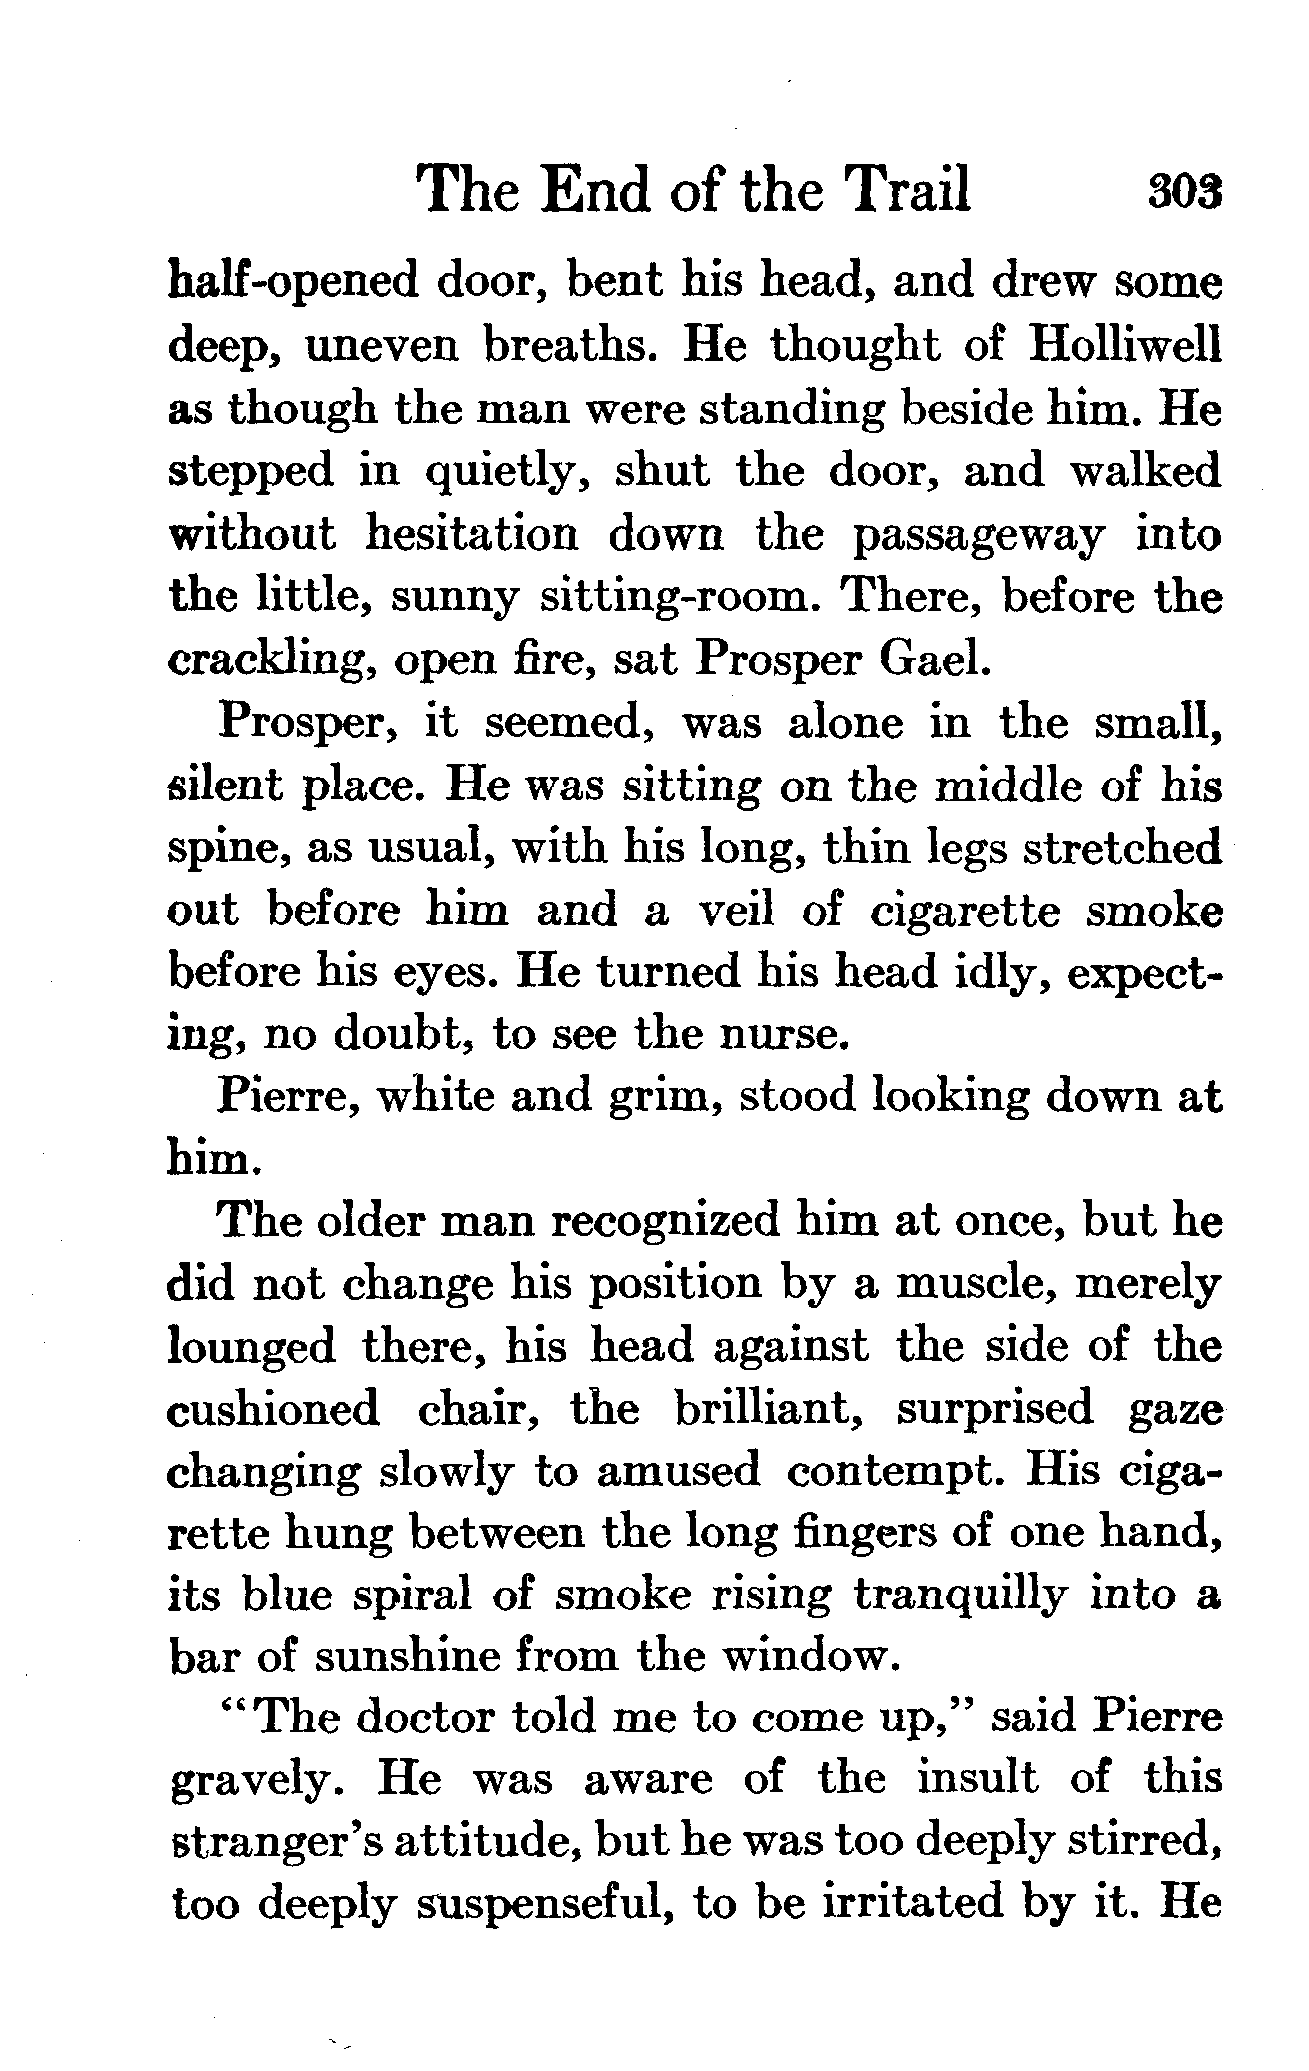 The End of the Trail 303
half-opened door, bent his head, and drew some
deep, uneven breaths. He thought of Holliwell
as though the man were standing beside him. He
stepped in quietly, shut the door, and walked
without hesitation down the passageway into
the little, sunny sitting-room. There, before the
crackling, open fire, sat Prosper Gael.
Prosper, it seemed, was alone in the small,
silent place. He was sitting on the middle of his
spine, as usual, with his long, thin legs stretched
out before him and a veil of cigarette smoke
before his eyes. He turned his head idly, expect-
ing, no doubt, to see the nurse.
Pierre, white and grim, stood looking down at
him.
The older man recognized him at once, but he
did not change his position by a muscle, merely
lounged there, his head against the side of the
cushioned chair, the brilliant, surprised gaze
changing slowly to amused contempt. His ciga-
rette hung between the long fingers of one hand,
its blue spiral of smoke rising tranquilly into a
bar of sunshine from the window.
“The doctor told me to come up,” said Pierre
gravely. He was aware of the insult of this
stranger’s attitude, but he was too deeply stirred,
too deeply suspenseful, to be irritated by it. He